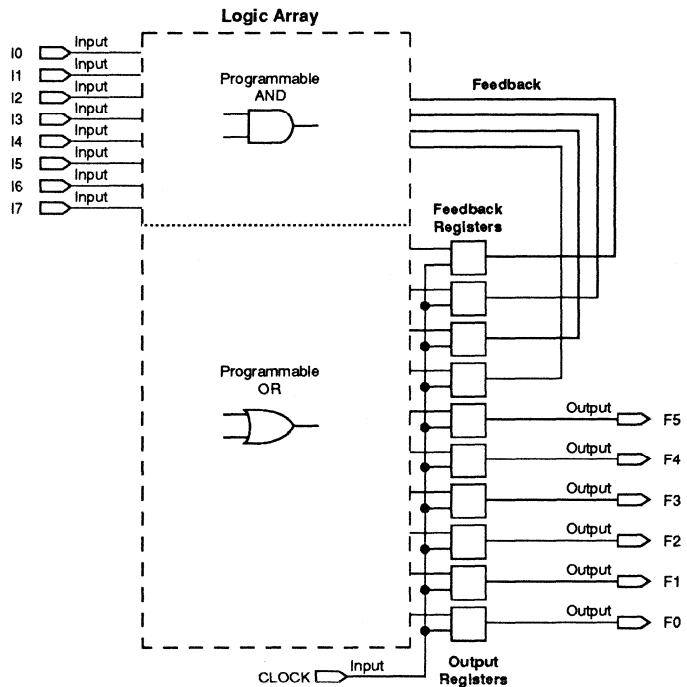 Logic Array
I0 Input
I1 Input
I2 Input
I3 Input
I4 Input
I5 Input
I6 Input
I7 Input
Programmable
AND
Feedback
Feedback
Registers
Programmable
OR
Output F5
Output F4
Output F3
Output F2
Output F1
Output F0
CLOCK Input
Output
Registers